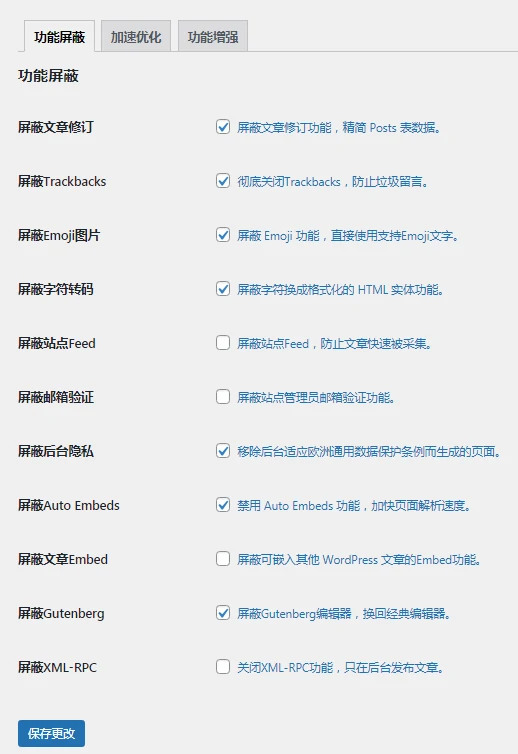 功能屏蔽 加速优化 功能增强
功能屏蔽
屏蔽文章修订 屏蔽文章修订功能，精简 Posts 表数据。
屏蔽Trackbacks 彻底关闭Trackbacks，防止垃圾留言。
屏蔽Emoji图片 屏蔽 Emoji 功能，直接使用支持Emoji文字。
屏蔽字符转码 屏蔽字符换成格式化的 HTML 实体功能。
屏蔽站点Feed 屏蔽站点Feed，防止文章快速被采集。
屏蔽邮箱验证 屏蔽站点管理员邮箱验证功能。
屏蔽后台隐私 移除后台适应欧洲通用数据保护条例而生成的页面。
屏蔽Auto Embeds 禁用 Auto Embeds 功能，加快页面解析速度。
屏蔽文章Embed 屏蔽可嵌入其他 WordPress 文章的Embed功能。
屏蔽Gutenberg 屏蔽Gutenberg编辑器，换回经典编辑器。
屏蔽XML-RPC 关闭XML-RPC功能，只在后台发布文章。
保存更改